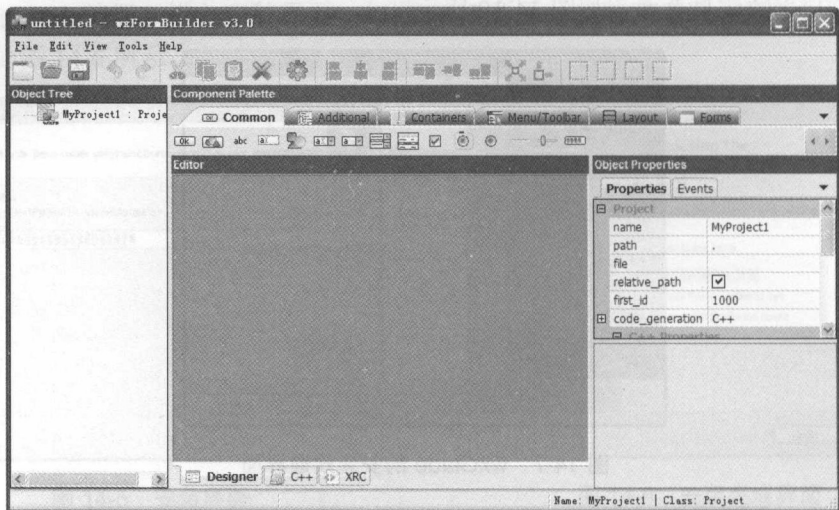 untitled - wxFormBuilder v3.0
File Edit View Tools Help
Object Tree
MyProject1 : Proje
Component Palette
Common Additional Containers Menu/Toolbar Layout Forms
OK abc a: a: a:
Editor
Object Properties
Properties Events
Project
name MyProject1
path .
file
relative_path
first_id 1000
code_generation C++
C++ Properties
Designer C++ XRC
Name: MyProject1 | Class: Project